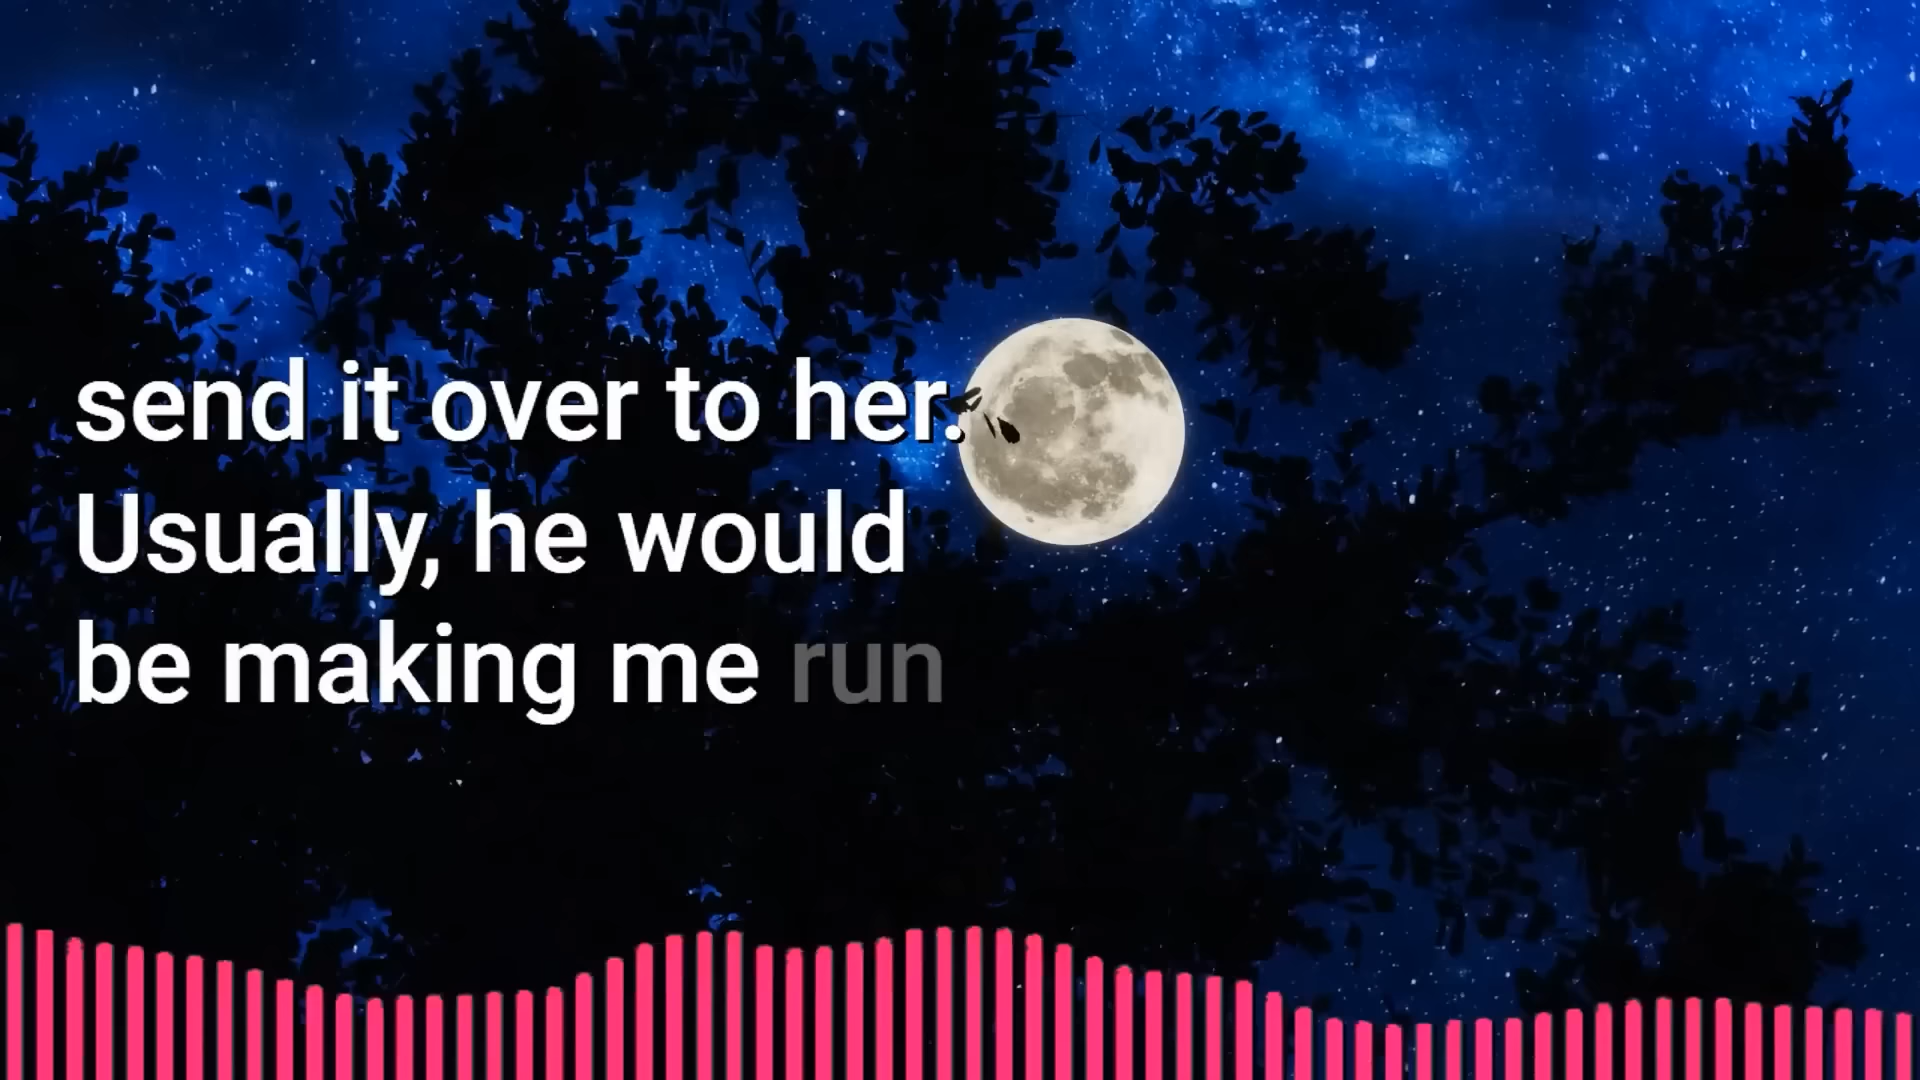 send it over to her.
Usually, he would
be making me run